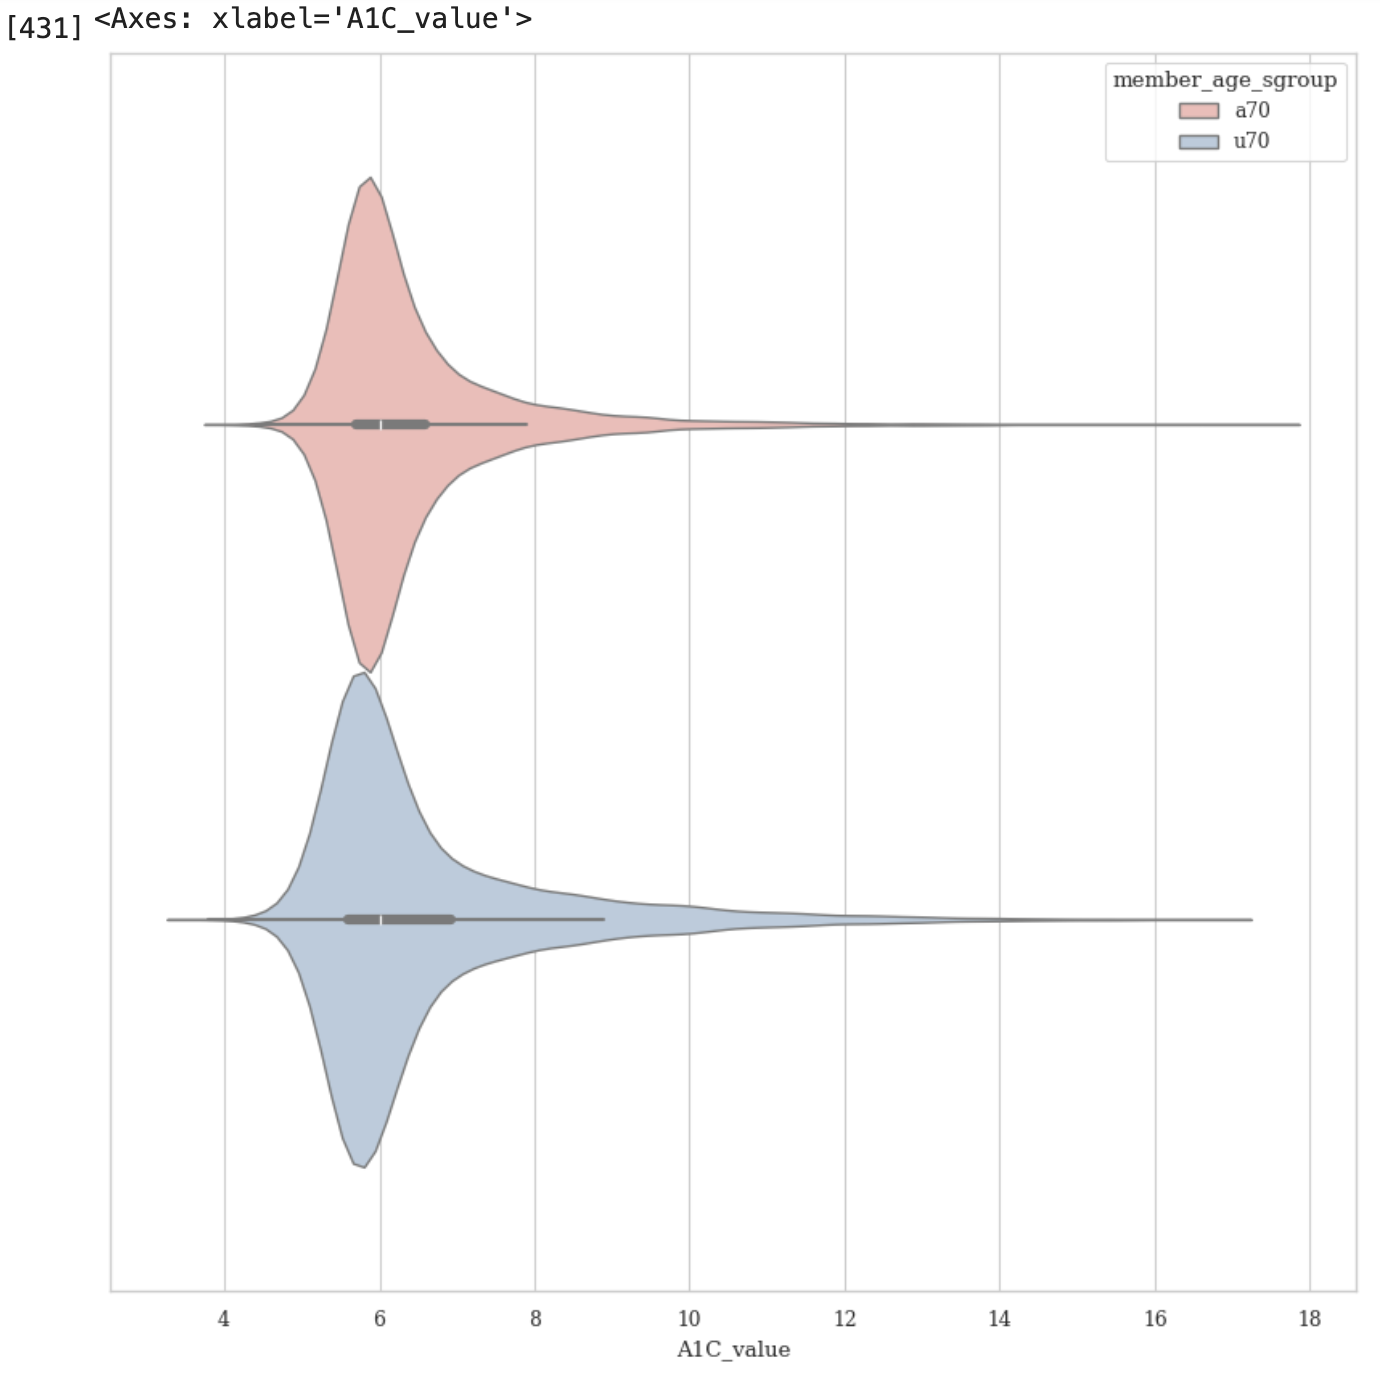 [431] <Axes: xlabel='A1C_value'>
member_age_sgroup
a70
u70
4 6 8 10 12 14 16 18
A1C_value